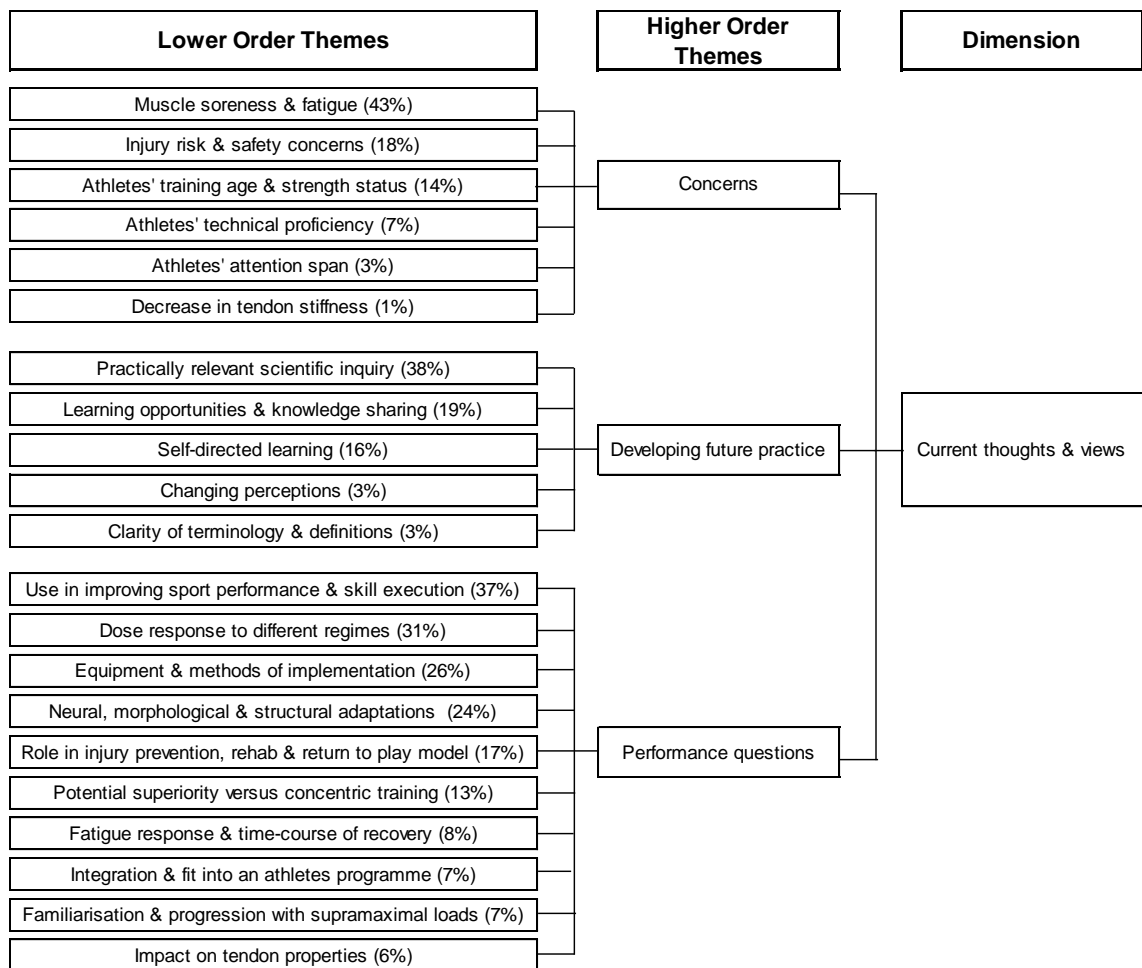 Lower Order Themes
Higher Order
Themes
Dimension
Muscle soreness & fatigue (43%)
Injury risk & safety concerns (18%)
Athletes' training age & strength status (14%)
Athletes' technical proficiency (7%)
Athletes' attention span (3%)
Decrease in tendon stiffness (1%)
Concerns
Practically relevant scientific inquiry (38%)
Learning opportunities & knowledge sharing (19%)
Self-directed learning (16%)
Changing perceptions (3%)
Clarity of terminology & definitions (3%)
Developing future practice
Current thoughts & views
Use in improving sport performance & skill execution (37%)
Dose response to different regimes (31%)
Equipment & methods of implementation (26%)
Neural, morphological & structural adaptations (24%)
Role in injury prevention, rehab & return to play model (17%)
Potential superiority versus concentric training (13%)
Fatigue response & time-course of recovery (8%)
Integration & fit into an athletes programme (7%)
Familiarisation & progression with supramaximal loads (7%)
Impact on tendon properties (6%)
Performance questions